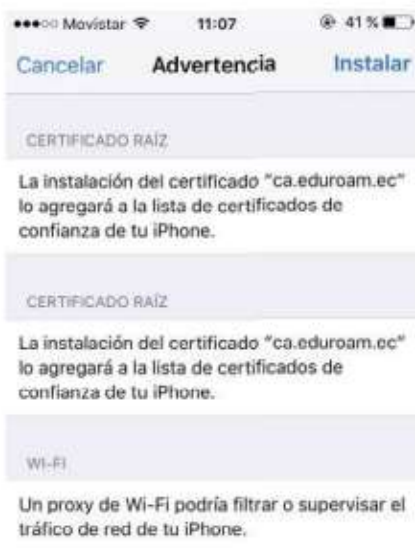 Movistar 11:07 41 %
Cancelar Advertencia Instalar
CERTIFICADO RAÍZ
La instalación del certificado "ca.eduroam.ec"
lo agregará a la lista de certificados de
confianza de tu iPhone.
CERTIFICADO RAÍZ
La instalación del certificado "ca.eduroam.ec"
lo agregará a la lista de certificados de
confianza de tu iPhone.
WI-FI
Un proxy de Wi-Fi podría filtrar o supervisar el
tráfico de red de tu iPhone.